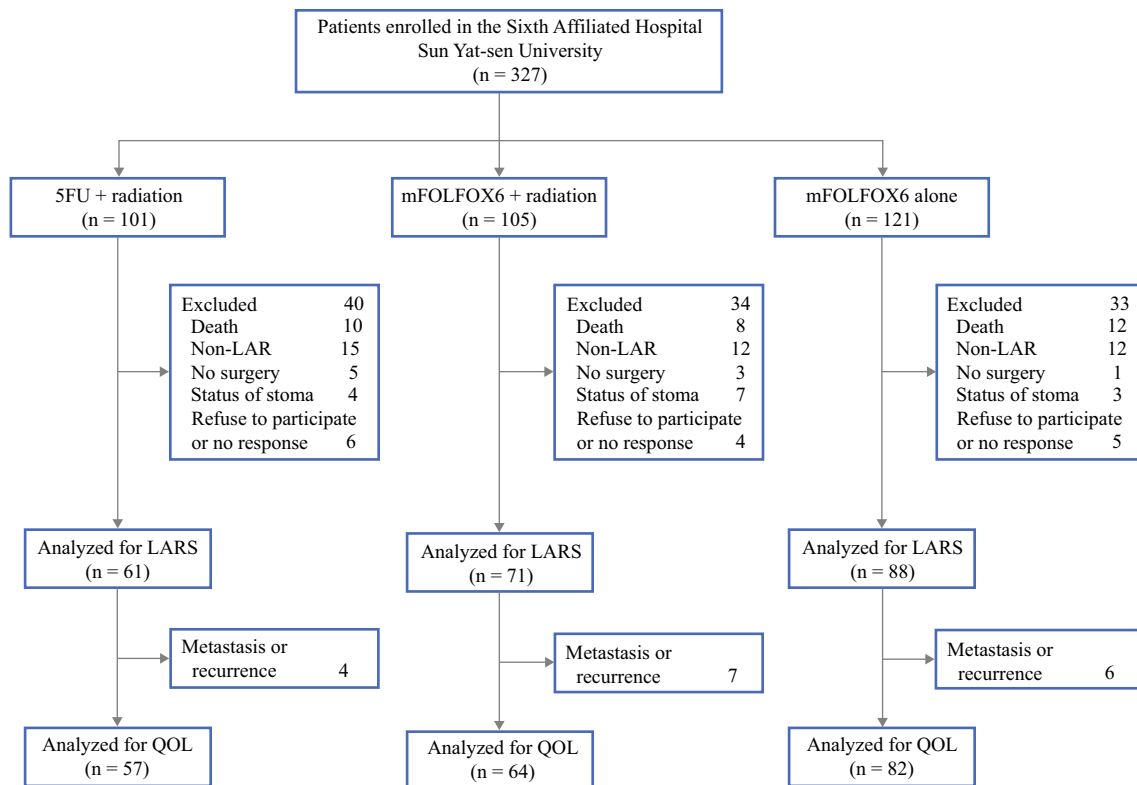 Patients enrolled in the Sixth Affiliated Hospital
Sun Yat-sen University
(n = 327)
5FU + radiation
(n = 101)
mFOLFOX6 + radiation
(n = 105)
mFOLFOX6 alone
(n = 121)
Excluded 40
Death 10
Non-LAR 15
No surgery 5
Status of stoma 4
Refuse to participate
or no response 6
Excluded 34
Death 8
Non-LAR 12
No surgery 3
Status of stoma 7
Refuse to participate
or no response 4
Excluded 33
Death 12
Non-LAR 12
No surgery 1
Status of stoma 3
Refuse to participate
or no response 5
Analyzed for LARS
(n = 61)
Analyzed for LARS
(n = 71)
Analyzed for LARS
(n = 88)
Metastasis or
recurrence 4
Metastasis or
recurrence 7
Metastasis or
recurrence 6
Analyzed for QOL
(n = 57)
Analyzed for QOL
(n = 64)
Analyzed for QOL
(n = 82)